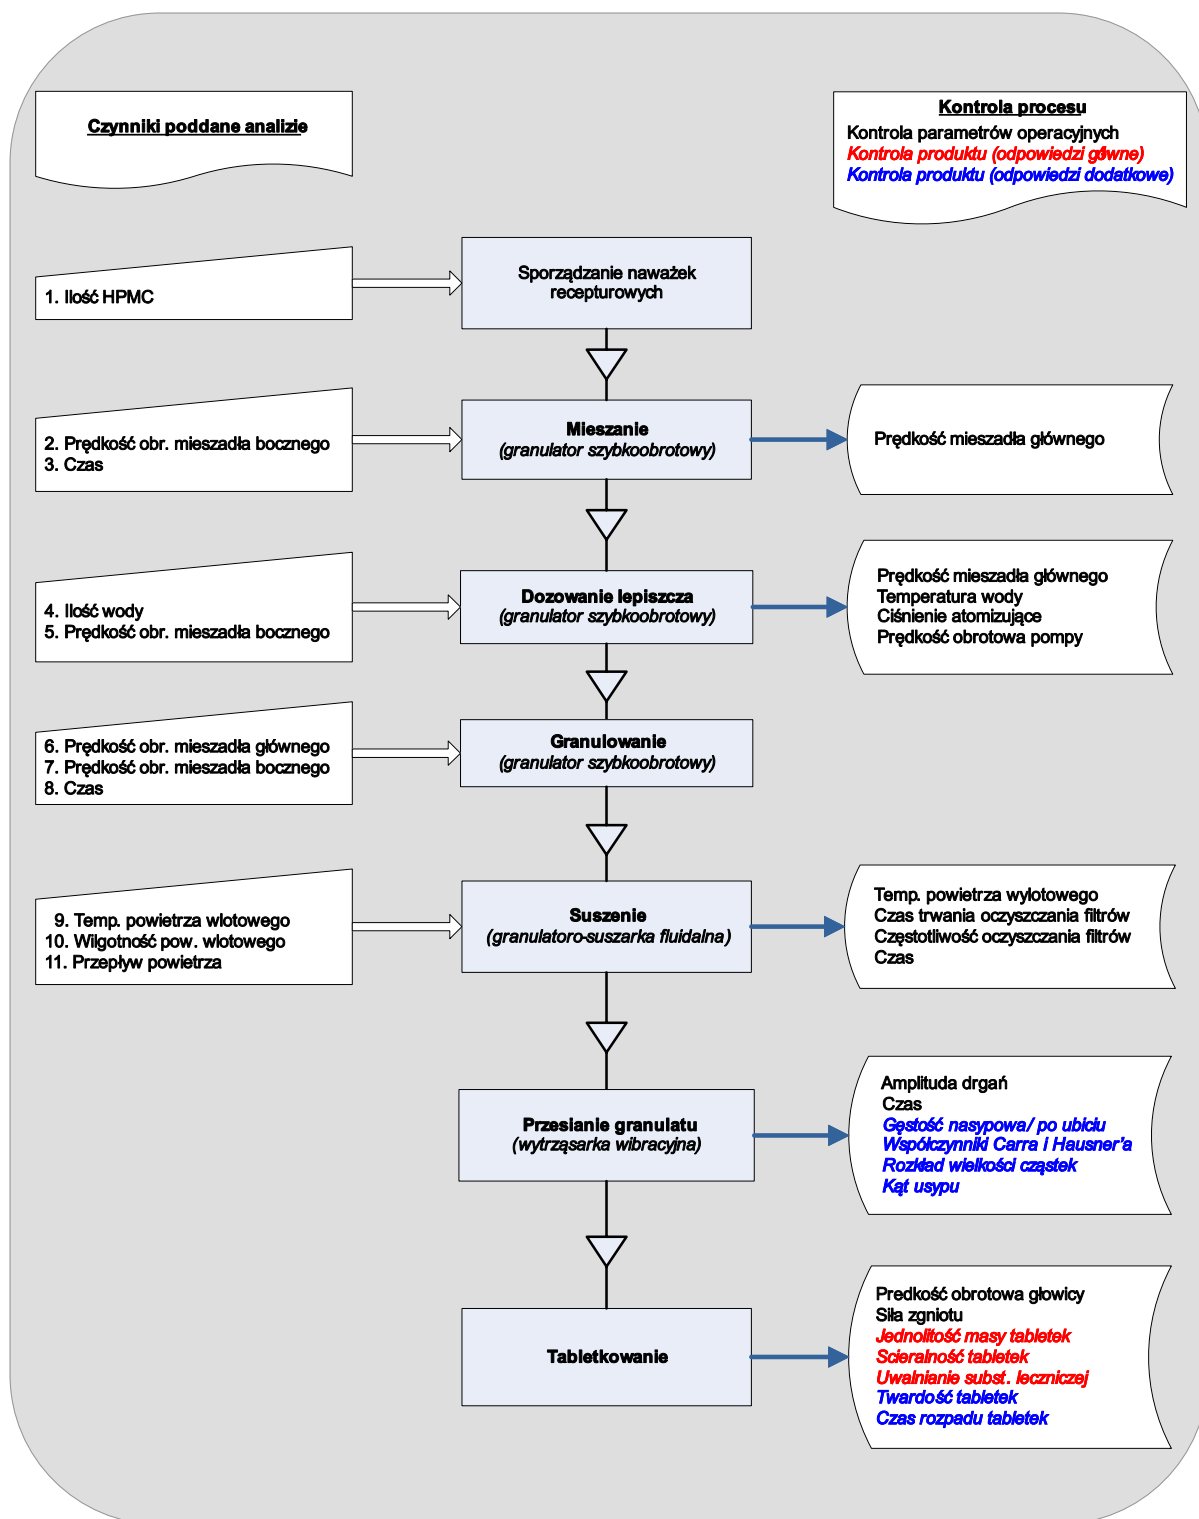 Czynniki poddane analizie
Kontrola procesu
Kontrola parametrów operacyjnych
Kontrola produktu (odpowiedzi główne)
Kontrola produktu (odpowiedzi dodatkowe)
1. Ilość HPMC
Sporządzanie naważek
recepturowych
2. Prędkość obr. mieszadła bocznego
3. Czas
Mieszanie
(granulator szybkoobrotowy)
Prędkość mieszadła głównego
4. Ilość wody
5. Prędkość obr. mieszadła bocznego
Dozowanie lepiszcza
(granulator szybkoobrotowy)
Prędkość mieszadła głównego
Temperatura wody
Ciśnienie atomizujące
Prędkość obrotowa pompy
6. Prędkość obr. mieszadła głównego
7. Prędkość obr. mieszadła bocznego
8. Czas
Granulowanie
(granulator szybkoobrotowy)
9. Temp. powietrza wlotowego
10. Wilgotność pow. wlotowego
11. Przepływ powietrza
Suszenie
(granulatoro-suszarka fluidalna)
Temp. powietrza wylotowego
Czas trwania oczyszczania filtrów
Częstotliwość oczyszczania filtrów
Czas
Przesianie granulatu
(wytrząsarka wibracyjna)
Amplituda drgań
Czas
Gęstość nasypowa/ po ubiciu
Współczynniki Carra i Hausner'a
Rozkład wielkości cząstek
Kąt usypu
Tabletkowanie
Predkość obrotowa głowicy
Siła zgniotu
Jednolitość masy tabletek
Scieralność tabletek
Uwalnianie subst. leczniczej
Twardość tabletek
Czas rozpadu tabletek